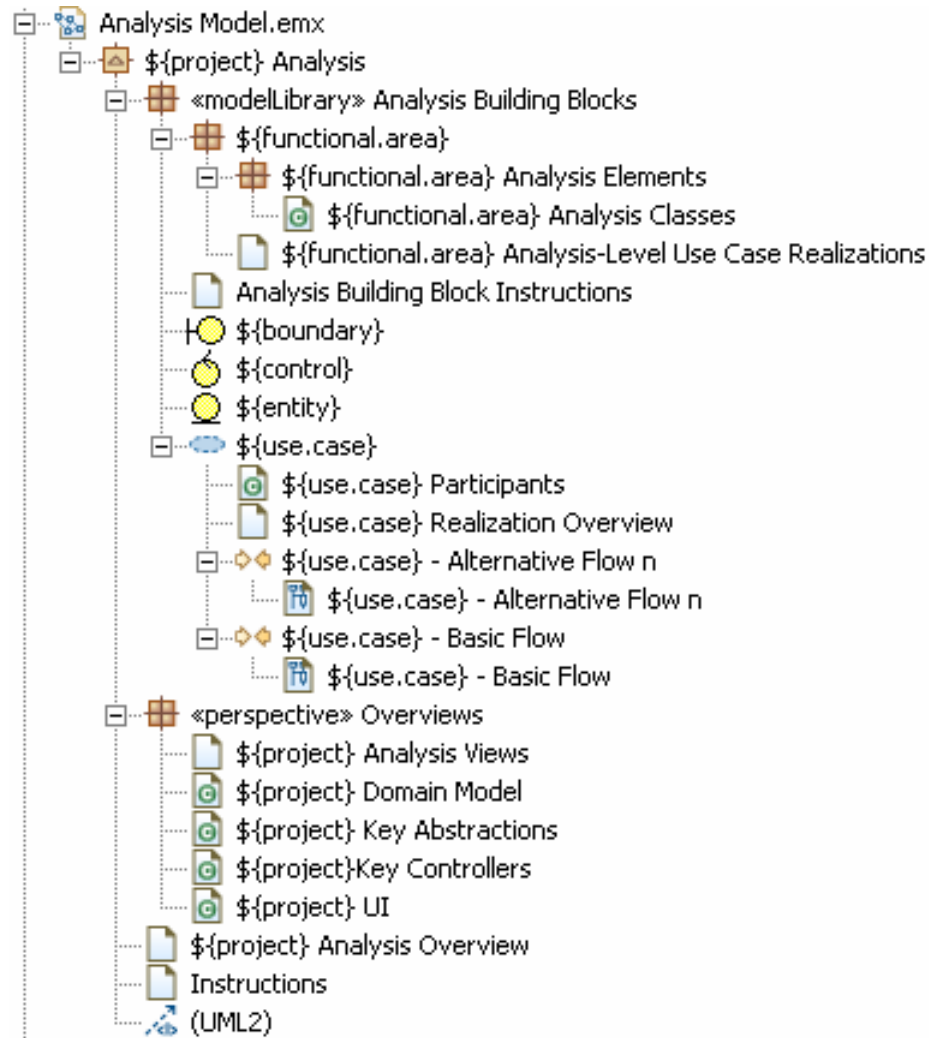 Analysis Model.emx
${project} Analysis
«modelLibrary» Analysis Building Blocks
${functional.area}
${functional.area} Analysis Elements
${functional.area} Analysis Classes
${functional.area} Analysis-Level Use Case Realizations
Analysis Building Block Instructions
${boundary}
${control}
${entity}
${use.case}
${use.case} Participants
${use.case} Realization Overview
${use.case} - Alternative Flow n
${use.case} - Alternative Flow n
${use.case} - Basic Flow
${use.case} - Basic Flow
«perspective» Overviews
${project} Analysis Views
${project} Domain Model
${project} Key Abstractions
${project}Key Controllers
${project} UI
${project} Analysis Overview
Instructions
(UML2)